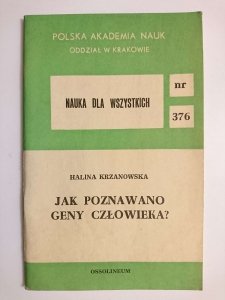 POLSKA AKADEMIA NAUK
ODDZIAŁ W KRAKOWIE
NAUKA DLA WSZYSTKICH
nr
376
HALINA KRZANOWSKA
JAK POZNAWANO
GENY CZŁOWIEKA?
OSSOLINEUM